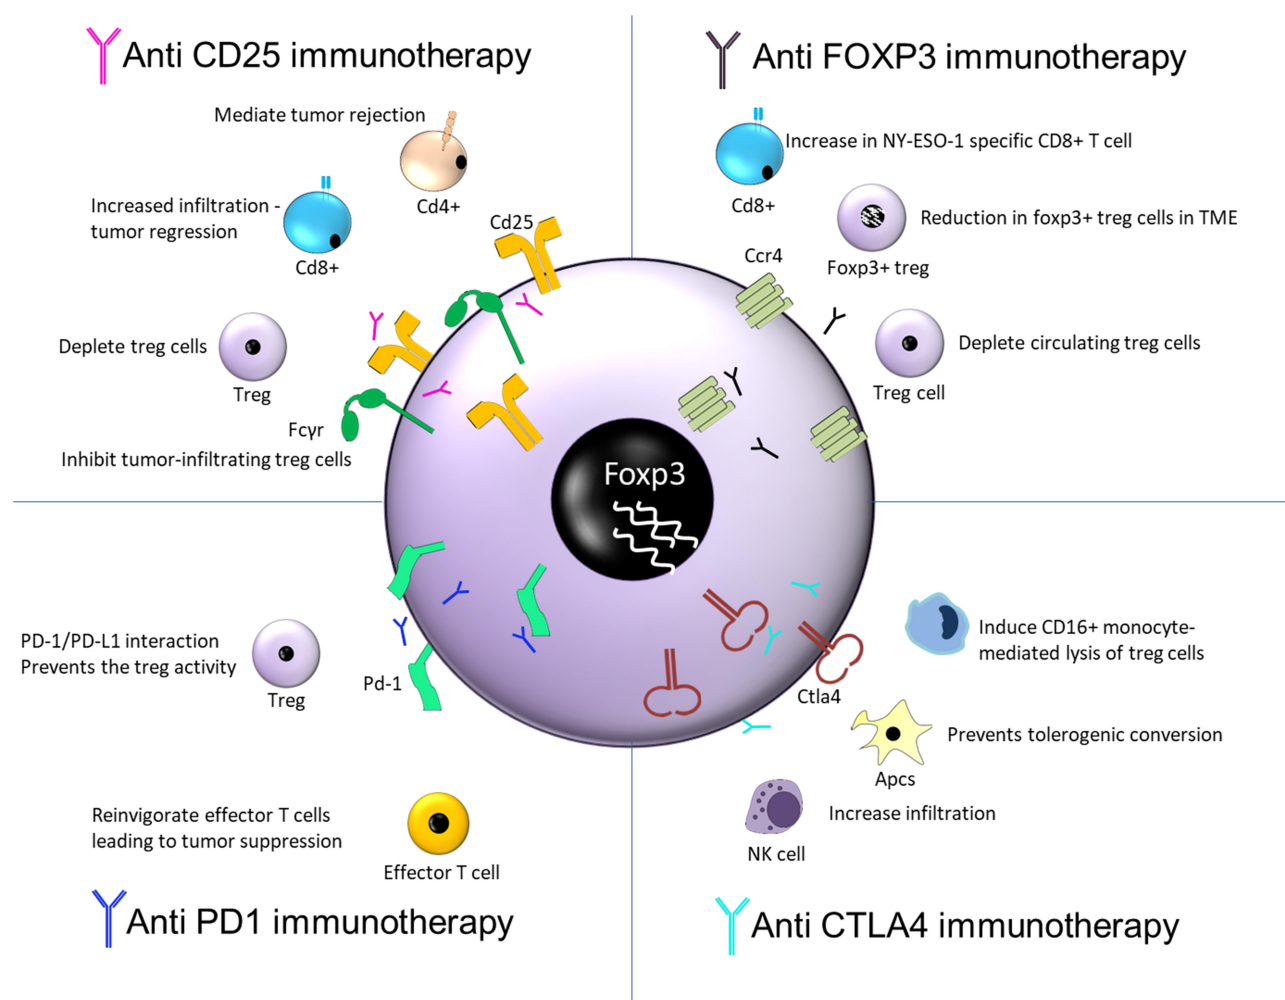 Anti CD25 immunotherapy
Mediate tumor rejection
Cd4+
Increased infiltration -
tumor regression
Cd8+
Cd25
Deplete treg cells
Treg
Fcγr
Inhibit tumor-infiltrating treg cells
Anti FOXP3 immunotherapy
Increase in NY-ESO-1 specific CD8+ T cell
Cd8+
Reduction in foxp3+ treg cells in TME
Foxp3+ treg
Ccr4
Deplete circulating treg cells
Treg cell
Foxp3
PD-1/PD-L1 interaction
Prevents the treg activity
Treg
Pd-1
Reinvigorate effector T cells
leading to tumor suppression
Effector T cell
Anti PD1 immunotherapy
Induce CD16+ monocyte-
mediated lysis of treg cells
Ctla4
Prevents tolerogenic conversion
Apcs
Increase infiltration
NK cell
Anti CTLA4 immunotherapy